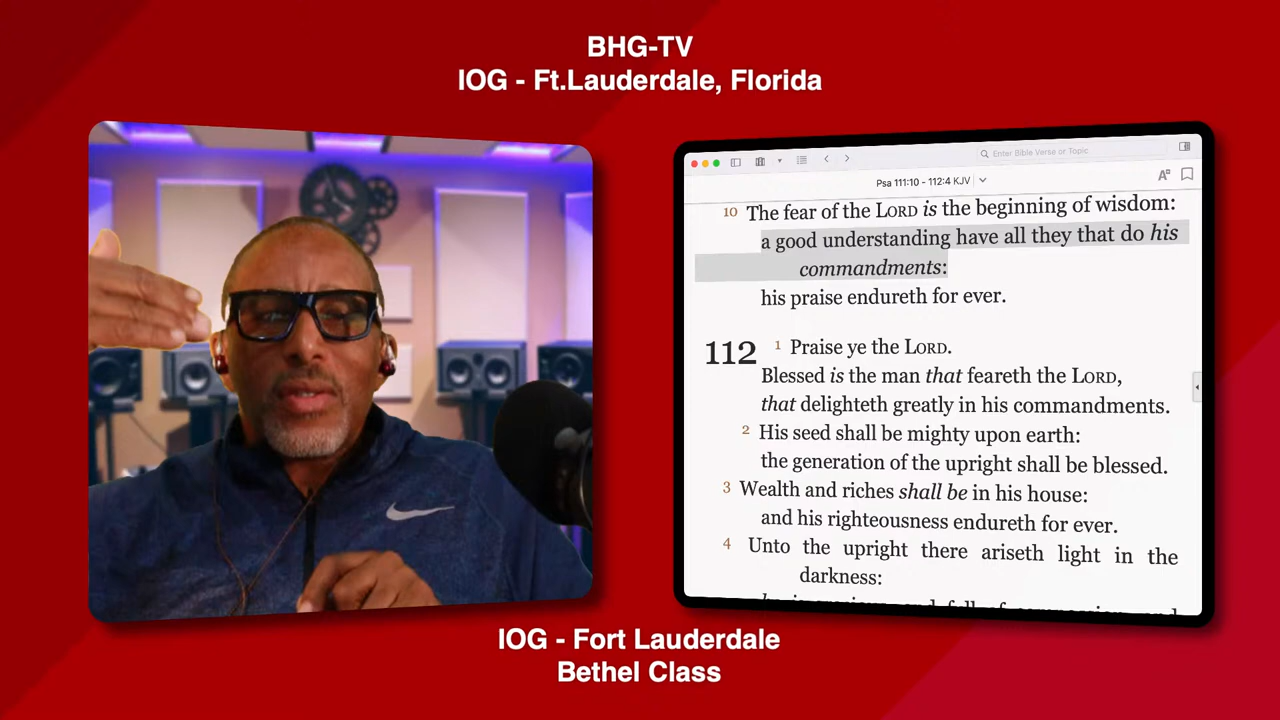 BHG-TV
IOG - Ft.Lauderdale, Florida
Enter Bible Verse or Topic
Psa 111:10 - 112:4 KJV
10 The fear of the LORD is the beginning of wisdom:
a good understanding have all they that do his
commandments:
his praise endureth for ever.
112 1 Praise ye the LORD.
Blessed is the man that feareth the LORD,
that delighteth greatly in his commandments.
2 His seed shall be mighty upon earth:
the generation of the upright shall be blessed.
3 Wealth and riches shall be in his house:
and his righteousness endureth for ever.
4 Unto the upright there ariseth light in the
darkness:
IOG - Fort Lauderdale
Bethel Class